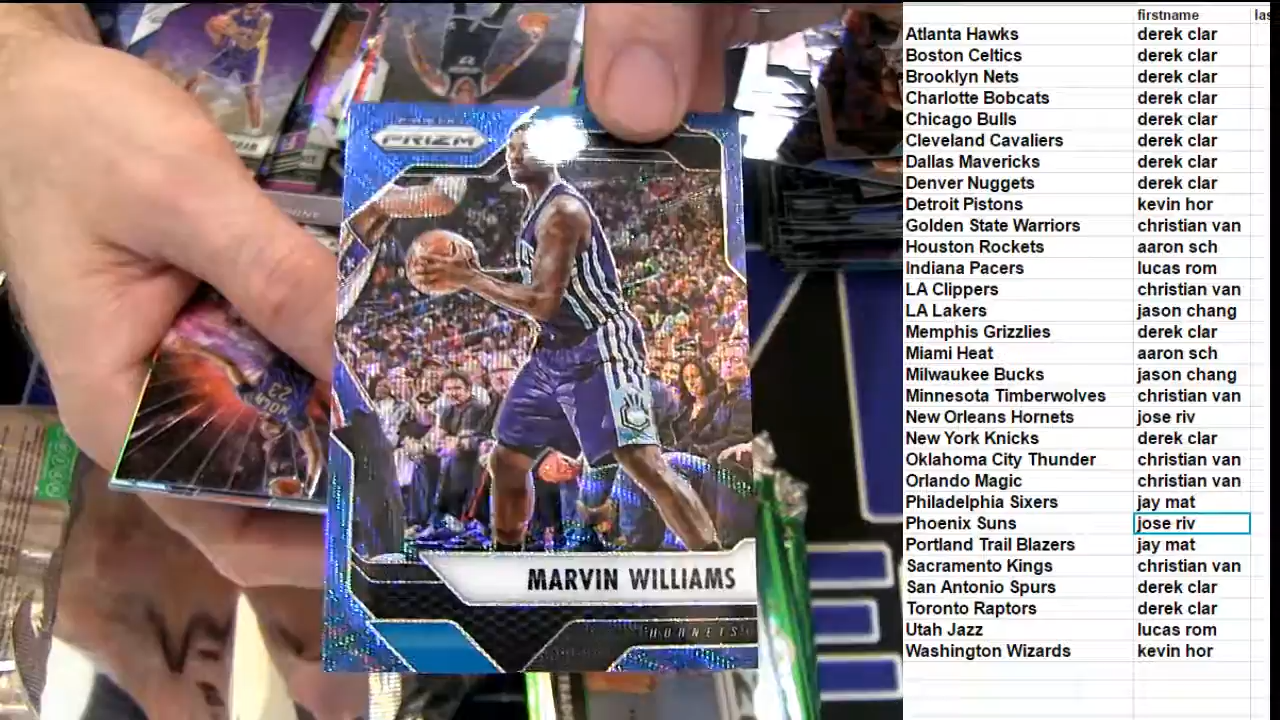 PRIZM
MARVIN WILLIAMS
HORNETS
firstname
las
Atlanta Hawks derek clar
Boston Celtics derek clar
Brooklyn Nets derek clar
Charlotte Bobcats derek clar
Chicago Bulls derek clar
Cleveland Cavaliers derek clar
Dallas Mavericks derek clar
Denver Nuggets derek clar
Detroit Pistons kevin hor
Golden State Warriors christian van
Houston Rockets aaron sch
Indiana Pacers lucas rom
LA Clippers christian van
LA Lakers jason chang
Memphis Grizzlies derek clar
Miami Heat aaron sch
Milwaukee Bucks jason chang
Minnesota Timberwolves christian van
New Orleans Hornets jose riv
New York Knicks derek clar
Oklahoma City Thunder christian van
Orlando Magic christian van
Philadelphia Sixers jay mat
Phoenix Suns jose riv
Portland Trail Blazers jay mat
Sacramento Kings christian van
San Antonio Spurs derek clar
Toronto Raptors derek clar
Utah Jazz lucas rom
Washington Wizards kevin hor